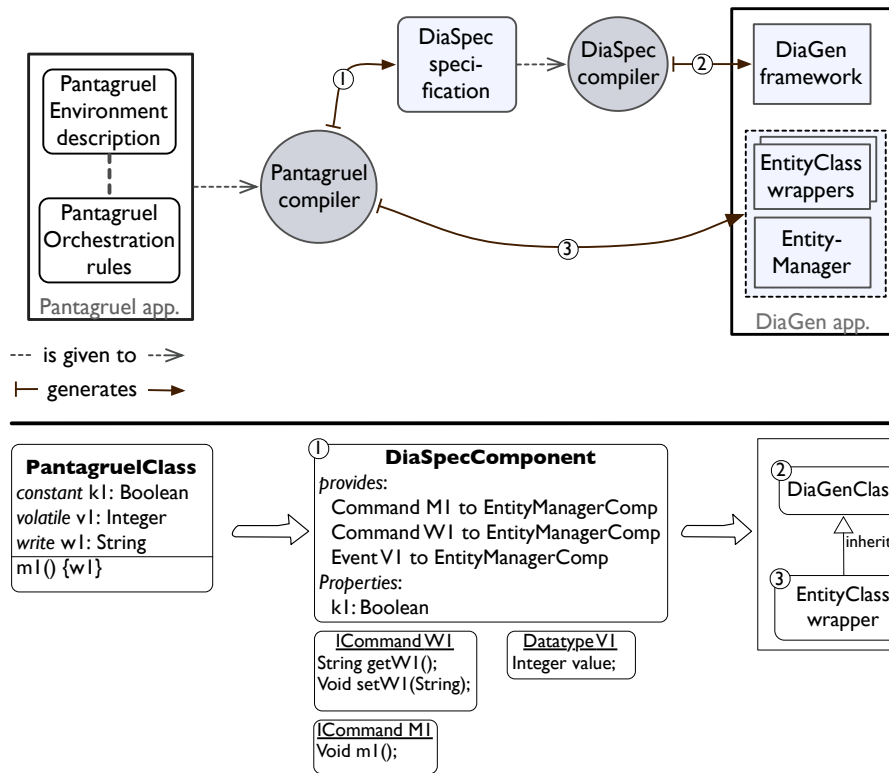 Pantagruel
Environment
description
Pantagruel
Orchestration
rules
Pantagruel app.
Pantagruel
compiler
1
DiaSpec
speci-
fication
DiaSpec
compiler
2
DiaGen
framework
EntityClass
wrappers
Entity-
Manager
DiaGen app.
3
is given to
generates
PantagruelClass
constant k1: Boolean
volatile v1: Integer
write w1: String
m1() {w1}
1
DiaSpecComponent
provides:
Command M1 to EntityManagerComp
Command W1 to EntityManagerComp
Event V1 to EntityManagerComp
Properties:
k1: Boolean
ICommand W1
String getW1();
Void setW1(String);
Datatype V1
Integer value;
ICommand M1
Void m1();
2
DiaGenClas
inherit
3
EntityClass
wrapper